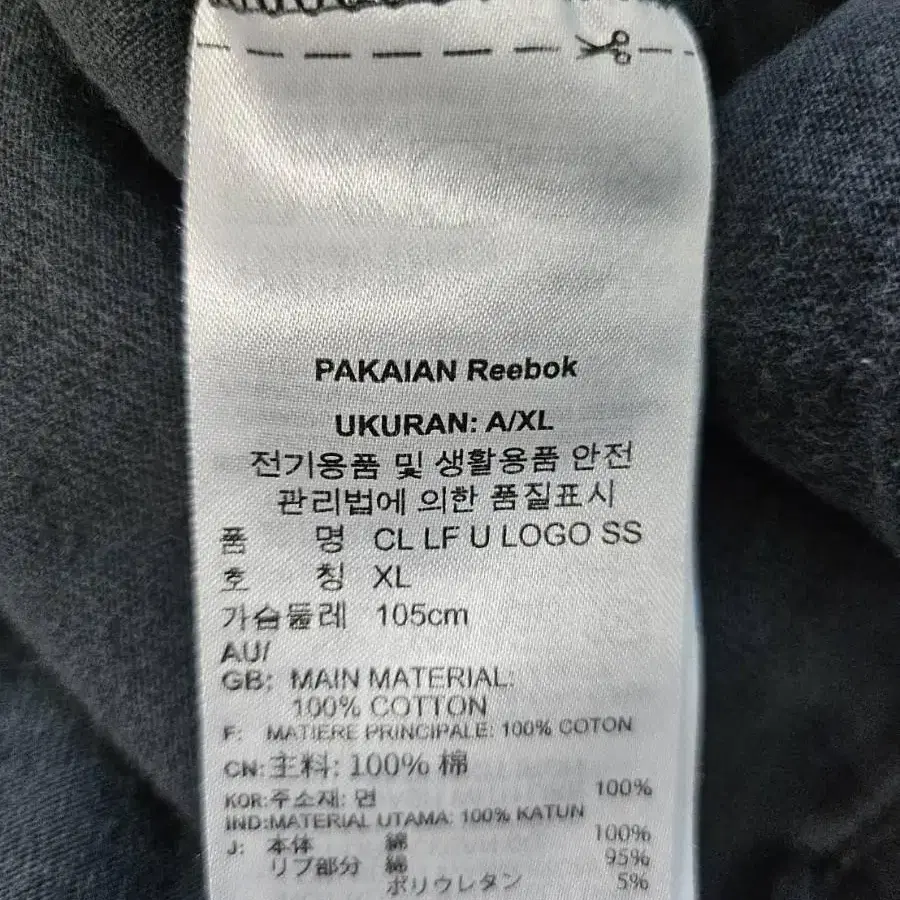 PAKAIAN Reebok
UKURAN: A/XL
전기용품 및 생활용품 안전
관리법에 의한 품질표시
품 명 CL LF U LOGO SS
호 칭 XL
가슴둘레 105cm
AU/
GB: MAIN MATERIAL:
100% COTTON
F: MATIERE PRINCIPALE: 100% COTON
CN:主料: 100% 棉
KOR:주소재: 면 100%
IND:MATERIAL UTAMA: 100% KATUN
J: 本体 綿 100%
リブ部分 綿 95%
ポリウレタン 5%